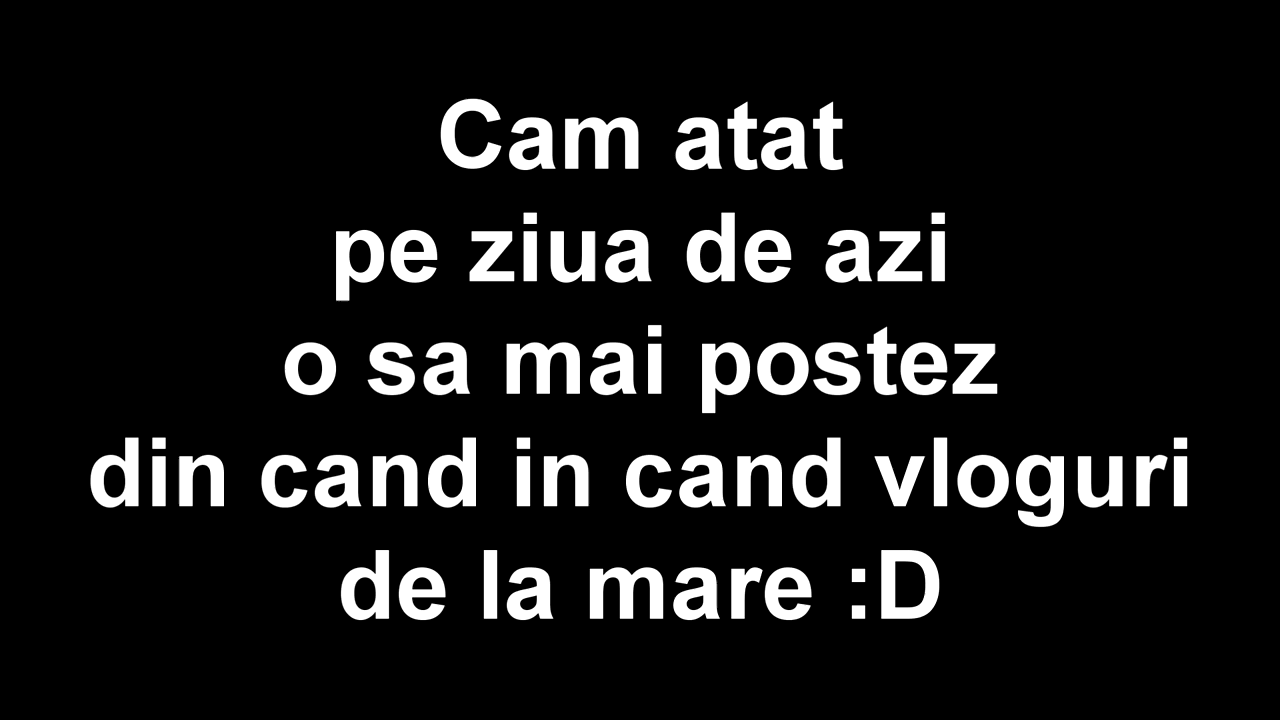 Cam atat
pe ziua de azi
o sa mai postez
din cand in cand vloguri
de la mare :D